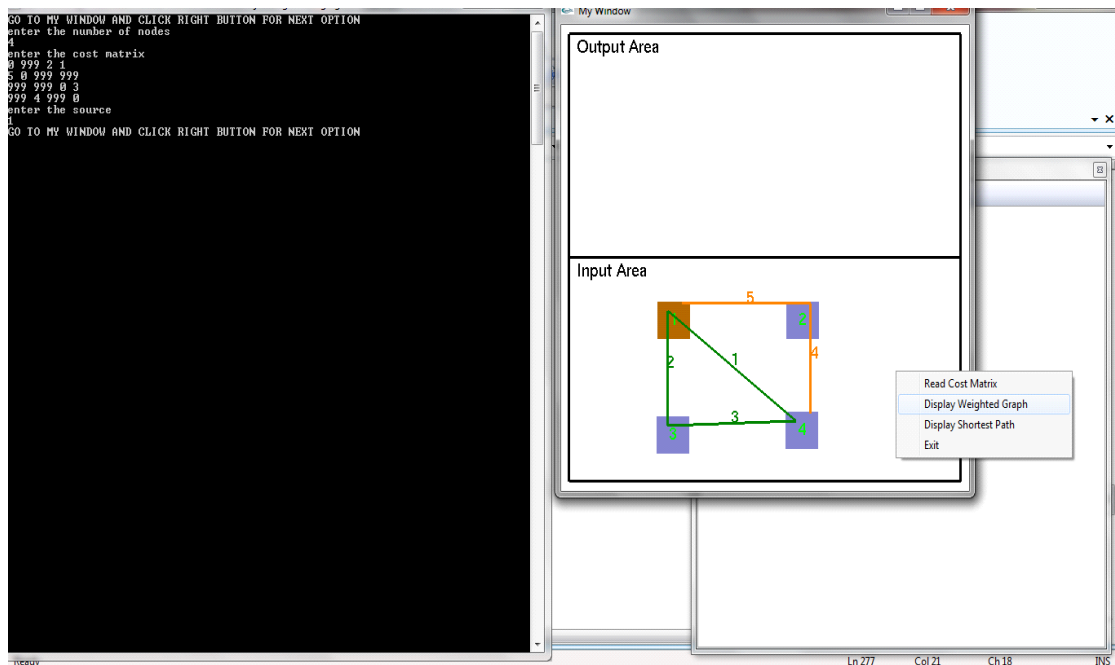 GO TO MY WINDOW AND CLICK RIGHT BUTTON FOR NEXT OPTION
enter the number of nodes
4
enter the cost matrix
0 999 2 1
5 0 999 999
999 999 0 3
999 4 999 0
enter the source
1
GO TO MY WINDOW AND CLICK RIGHT BUTTON FOR NEXT OPTION
My Window
Output Area
Input Area
5
1
2
2
1
4
3
3
4
Read Cost Matrix
Display Weighted Graph
Display Shortest Path
Exit
Ready
Ln 277 Col 21 Ch 18 INS